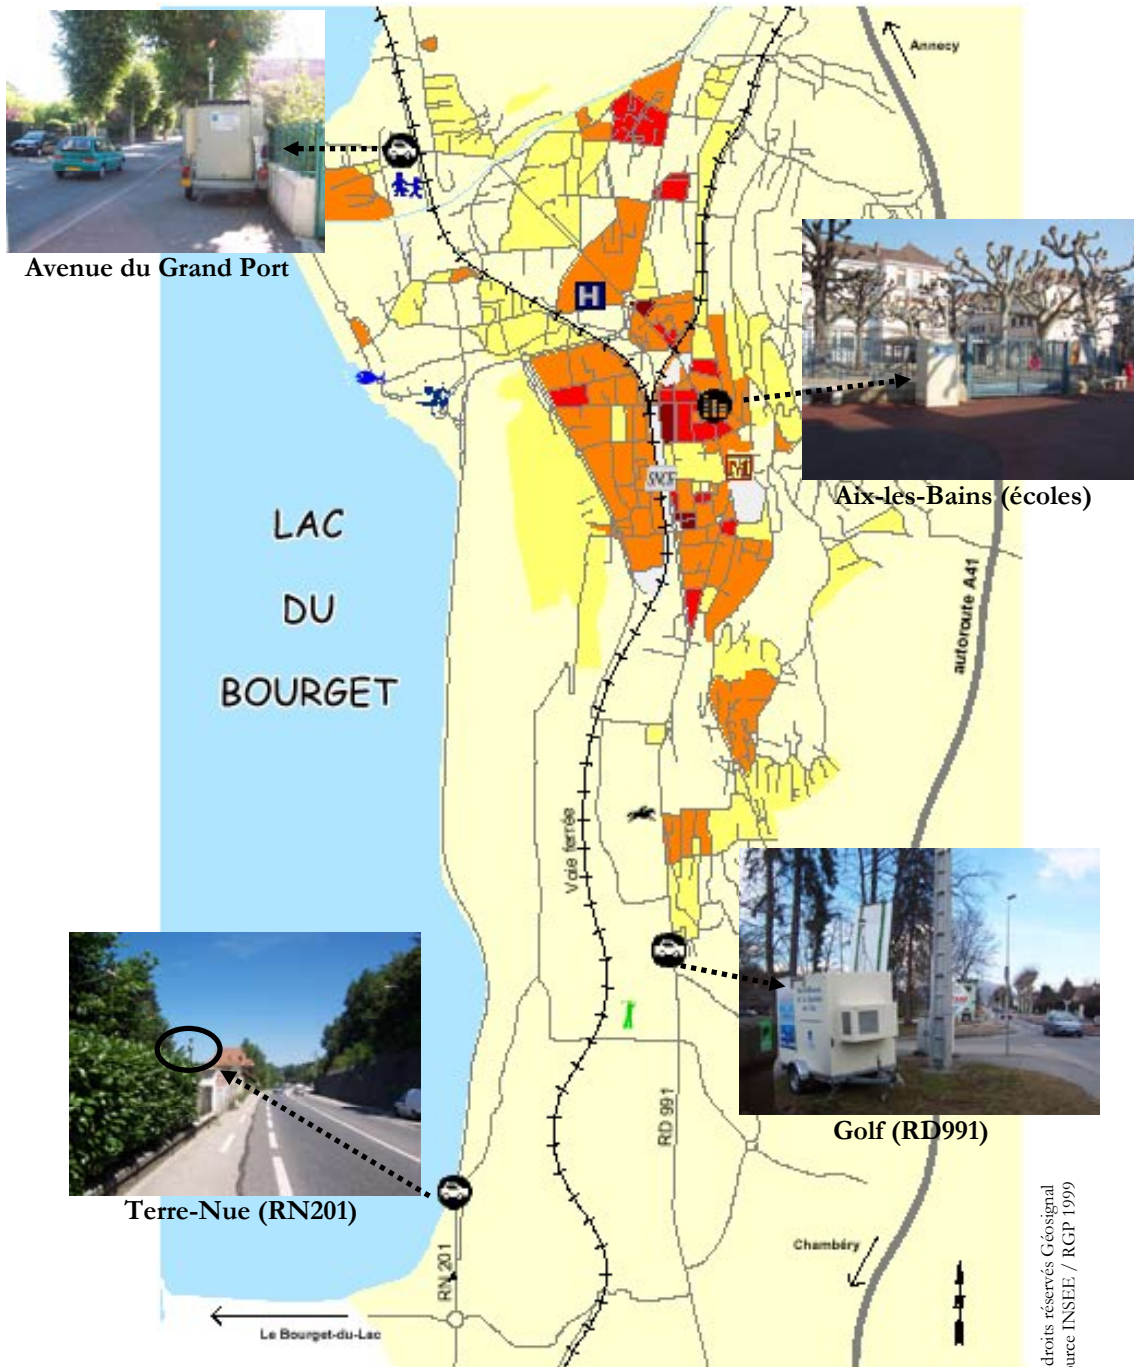 Annecy
Avenue du Grand Port
H
Aix-les-Bains (écoles)
SNCF
LAC
DU
BOURGET
autoroute A41
Voie ferrée
RD 991
Golf (RD991)
Terre-Nue (RN201)
RN 201
Chambéry
Le Bourget-du-Lac
droits réservés Géosignal
INSEE / RGP 1999